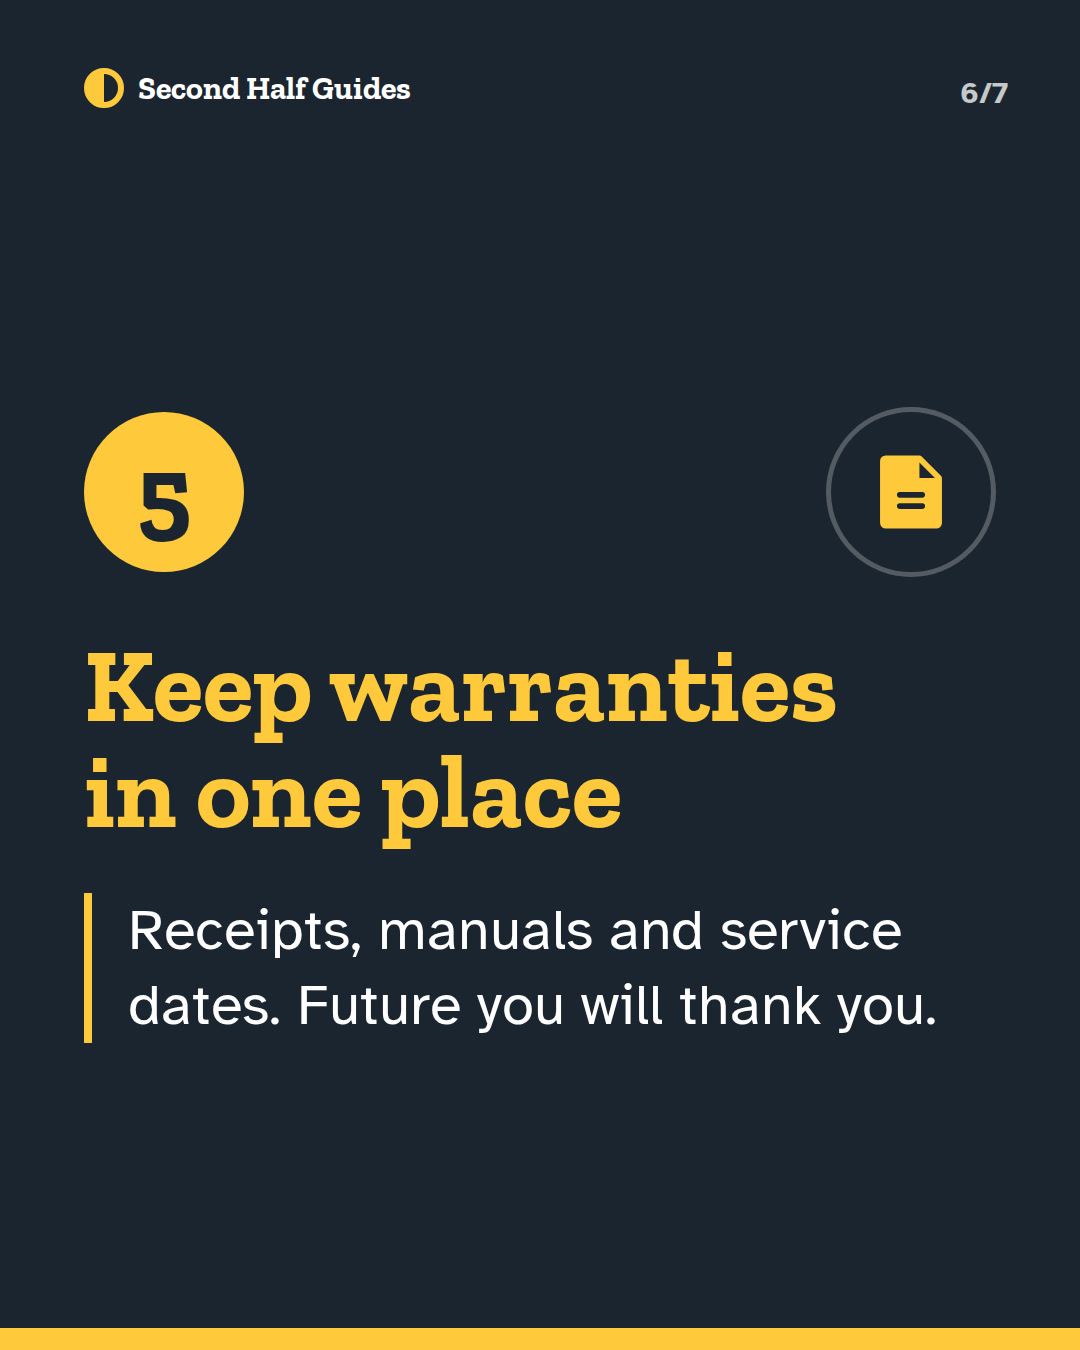 Second Half Guides
6/7
5
Keep warranties
in one place
Receipts, manuals and service
dates. Future you will thank you.